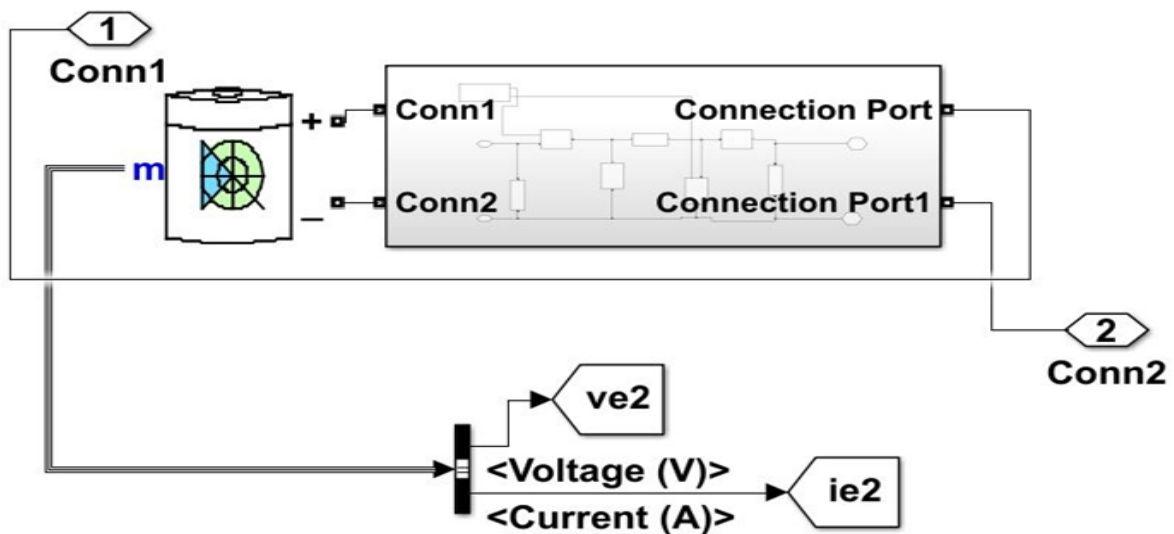 1
Conn1
m
+
–
Conn1
Connection Port
Conn2
Connection Port1
2
Conn2
ve2
<Voltage (V)>
ie2
<Current (A)>